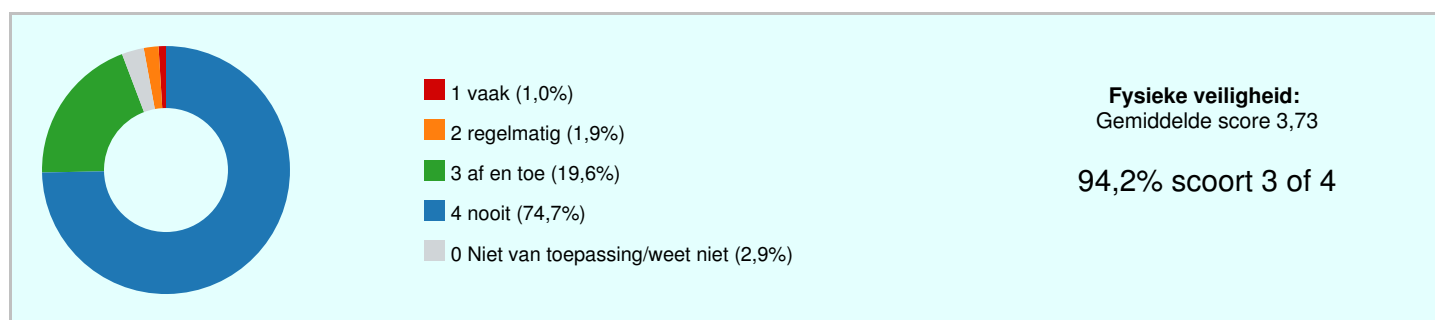 1 vaak (1,0%)
2 regelmatig (1,9%)
3 af en toe (19,6%)
4 nooit (74,7%)
0 Niet van toepassing/weet niet (2,9%)
Fysieke veiligheid:
Gemiddelde score 3,73
94,2% scoort 3 of 4